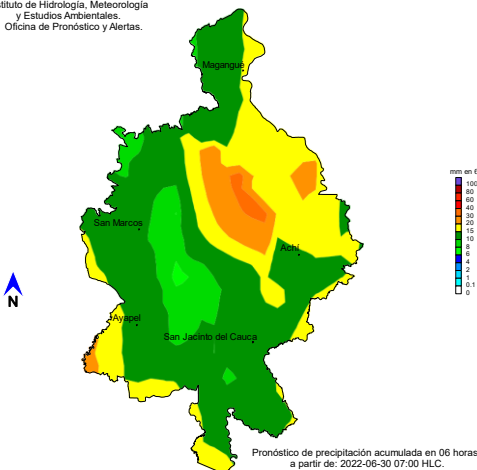 stituto de Hidrología, Meteorología
y Estudios Ambientales.
Oficina de Pronóstico y Alertas.
Magangué
San Marcos
Achí
Ayapel
San Jacinto del Cauca
N
mm en 6
100
80
60
40
30
20
15
10
8
6
4
2
1
0.1
0
Pronóstico de precipitación acumulada en 06 horas
a partir de: 2022-06-30 07:00 HLC.